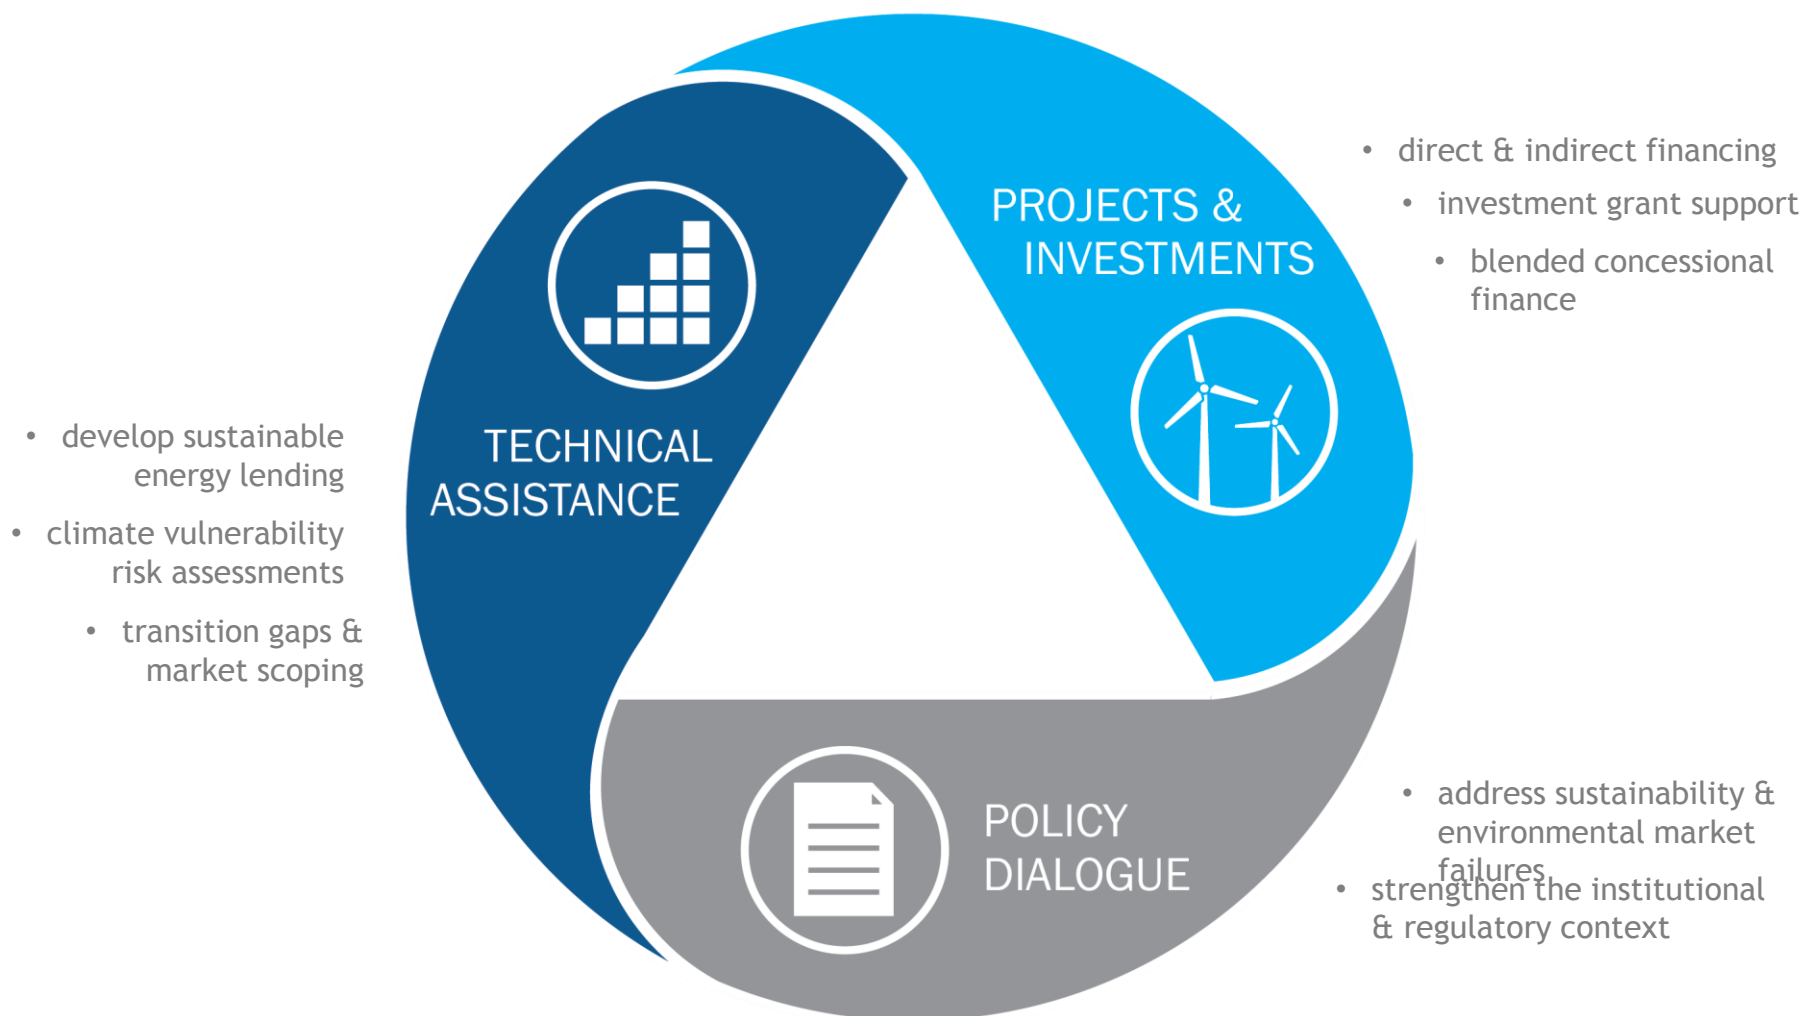 PROJECTS &
INVESTMENTS
• direct & indirect financing
• investment grant support
• blended concessional
finance
TECHNICAL
ASSISTANCE
• develop sustainable
energy lending
• climate vulnerability
risk assessments
• transition gaps &
market scoping
POLICY
DIALOGUE
• address sustainability &
environmental market
failures
• strengthen the institutional
& regulatory context